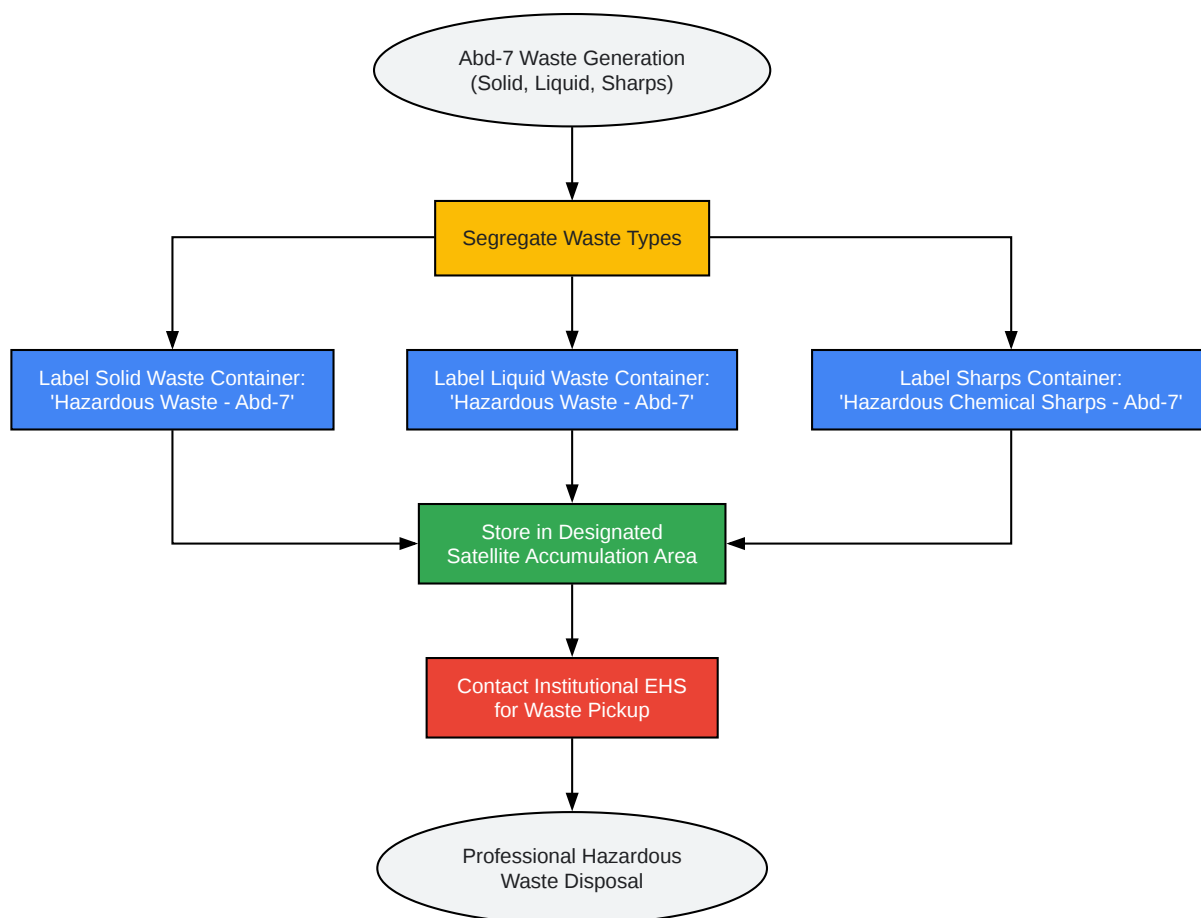 Abd-7 Waste Generation
(Solid, Liquid, Sharps)
Segregate Waste Types
Label Solid Waste Container:
'Hazardous Waste - Abd-7'
Label Liquid Waste Container:
'Hazardous Waste - Abd-7'
Label Sharps Container:
'Hazardous Chemical Sharps - Abd-7'
Store in Designated
Satellite Accumulation Area
Contact Institutional EHS
for Waste Pickup
Professional Hazardous
Waste Disposal